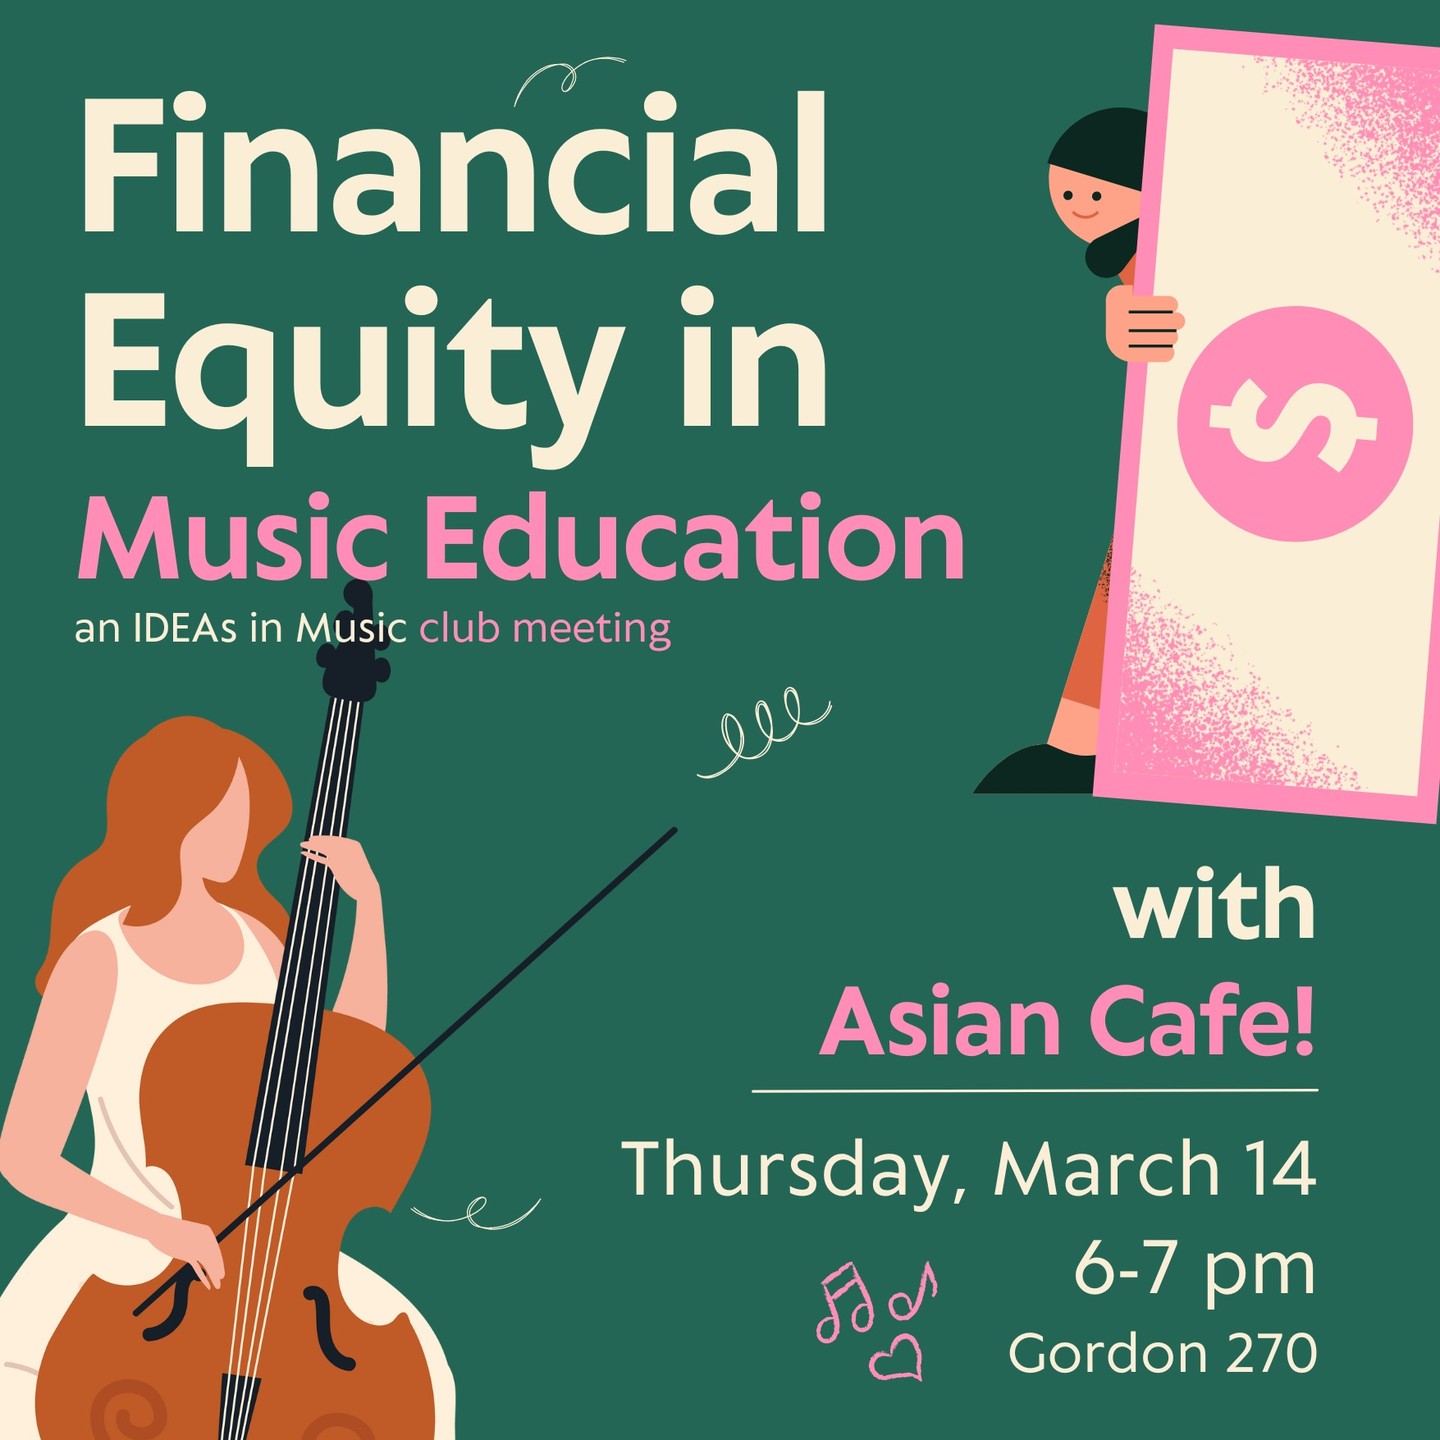 Financial
Equity in
Music Education
an IDEAs in Music club meeting
$
with
Asian Cafe!
Thursday, March 14
6-7 pm
Gordon 270